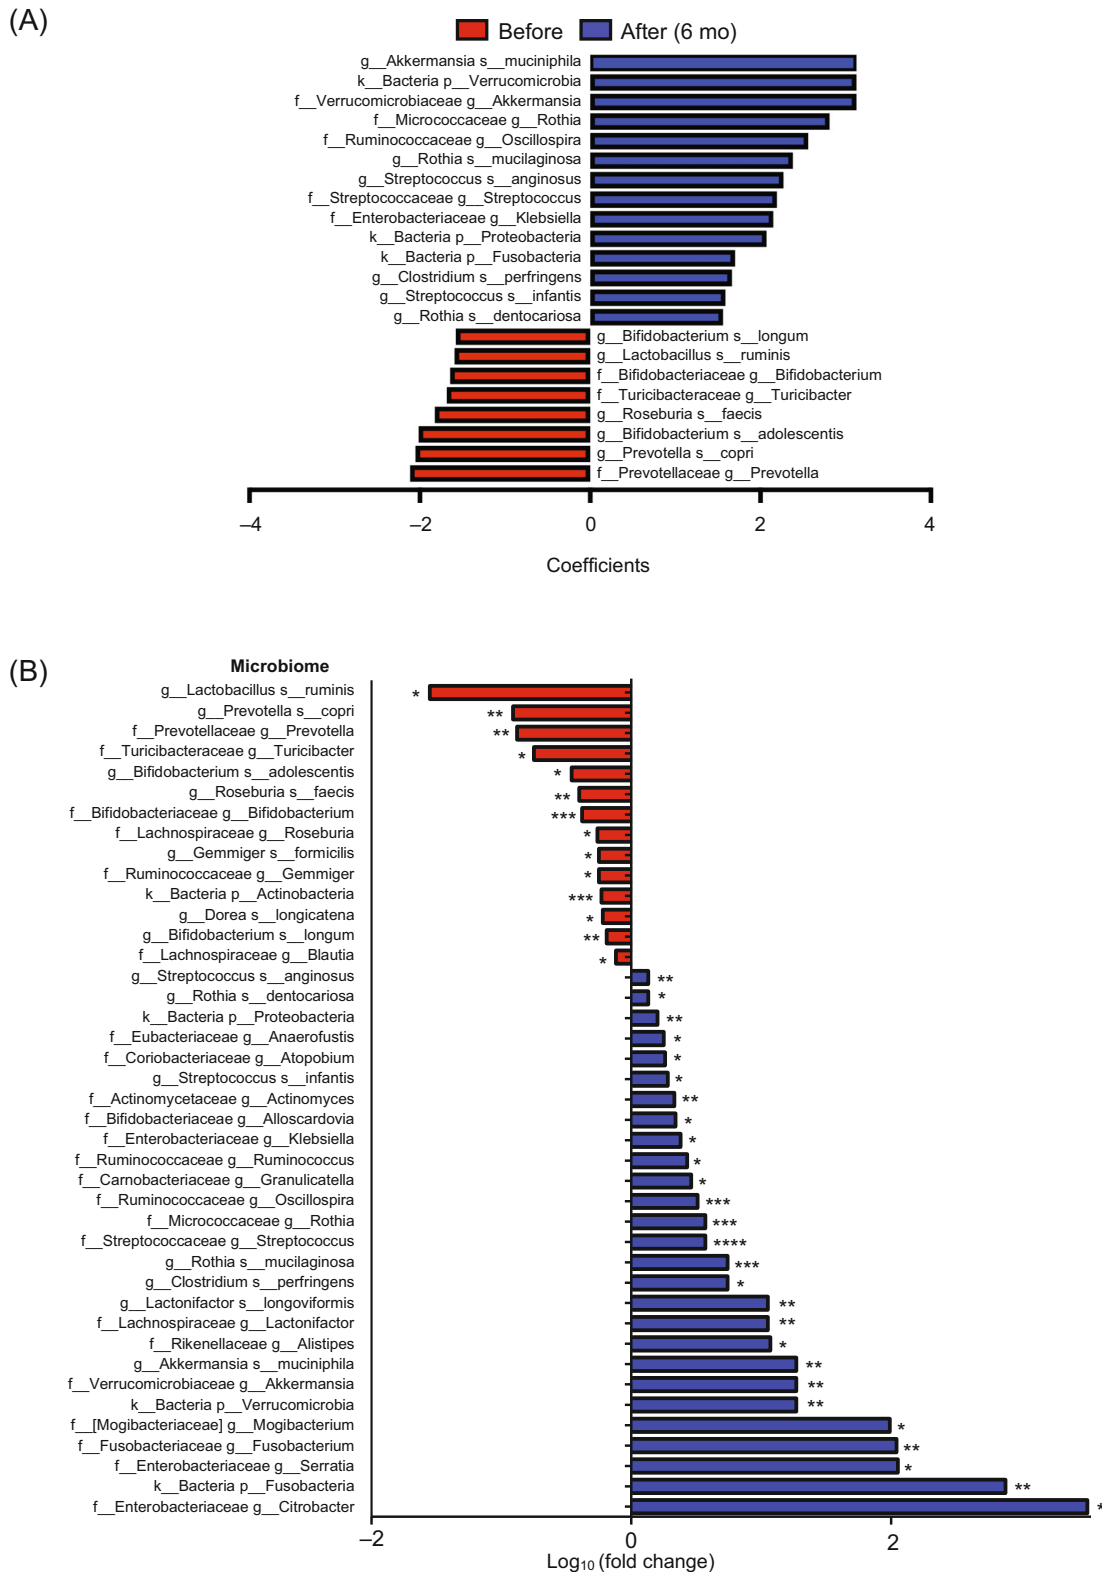 (A)
Before After (6 mo)
g__Akkermansia s__muciniphila
k__Bacteria p__Verrucomicrobia
f__Verrucomicrobiaceae g__Akkermansia
f__Micrococcaceae g__Rothia
f__Ruminococcaceae g__Oscillospira
g__Rothia s__mucilaginosa
g__Streptococcus s__anginosus
f__Streptococcaceae g__Streptococcus
f__Enterobacteriaceae g__Klebsiella
k__Bacteria p__Proteobacteria
k__Bacteria p__Fusobacteria
g__Clostridium s__perfringens
g__Streptococcus s__infantis
g__Rothia s__dentocariosa
g__Bifidobacterium s__longum
g__Lactobacillus s__ruminis
f__Bifidobacteriaceae g__Bifidobacterium
f__Turicibacteraceae g__Turicibacter
g__Roseburia s__faecis
g__Bifidobacterium s__adolescentis
g__Prevotella s__copri
f__Prevotellaceae g__Prevotella
–4 –2 0 2 4
Coefficients
(B)
Microbiome
g__Lactobacillus s__ruminis *
g__Prevotella s__copri **
f__Prevotellaceae g__Prevotella **
f__Turicibacteraceae g__Turicibacter *
g__Bifidobacterium s__adolescentis *
g__Roseburia s__faecis **
f__Bifidobacteriaceae g__Bifidobacterium ***
f__Lachnospiraceae g__Roseburia *
g__Gemmiger s__formicilis *
f__Ruminococcaceae g__Gemmiger *
k__Bacteria p__Actinobacteria ***
g__Dorea s__longicatena *
g__Bifidobacterium s__longum **
f__Lachnospiraceae g__Blautia *
g__Streptococcus s__anginosus **
g__Rothia s__dentocariosa *
k__Bacteria p__Proteobacteria **
f__Eubacteriaceae g__Anaerofustis *
f__Coriobacteriaceae g__Atopobium *
g__Streptococcus s__infantis *
f__Actinomycetaceae g__Actinomyces **
f__Bifidobacteriaceae g__Alloscardovia *
f__Enterobacteriaceae g__Klebsiella *
f__Ruminococcaceae g__Ruminococcus *
f__Carnobacteriaceae g__Granulicatella *
f__Ruminococcaceae g__Oscillospira ***
f__Micrococcaceae g__Rothia ***
f__Streptococcaceae g__Streptococcus ****
g__Rothia s__mucilaginosa ***
g__Clostridium s__perfringens *
g__Lactonifactor s__longoviformis **
f__Lachnospiraceae g__Lactonifactor **
f__Rikenellaceae g__Alistipes *
g__Akkermansia s__muciniphila **
f__Verrucomicrobiaceae g__Akkermansia **
k__Bacteria p__Verrucomicrobia **
f__[Mogibacteriaceae] g__Mogibacterium *
f__Fusobacteriaceae g__Fusobacterium **
f__Enterobacteriaceae g__Serratia *
k__Bacteria p__Fusobacteria **
f__Enterobacteriaceae g__Citrobacter *
–2 0 2
Log₁₀ (fold change)